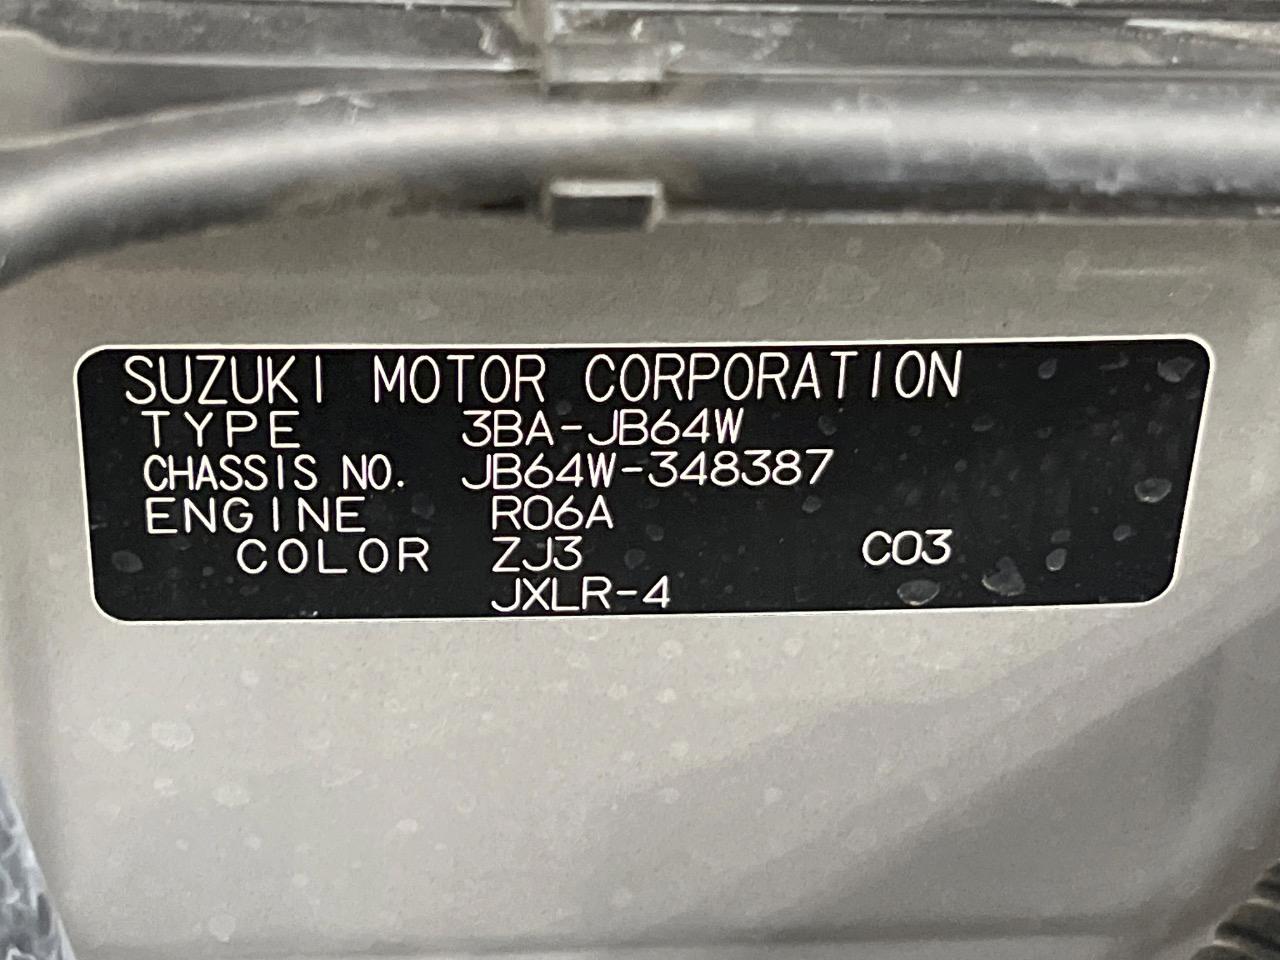 SUZUKI MOTOR CORPORATION
TYPE 3BA-JB64W
CHASSIS NO. JB64W-348387
ENGINE R06A
COLOR ZJ3 C03
JXLR-4